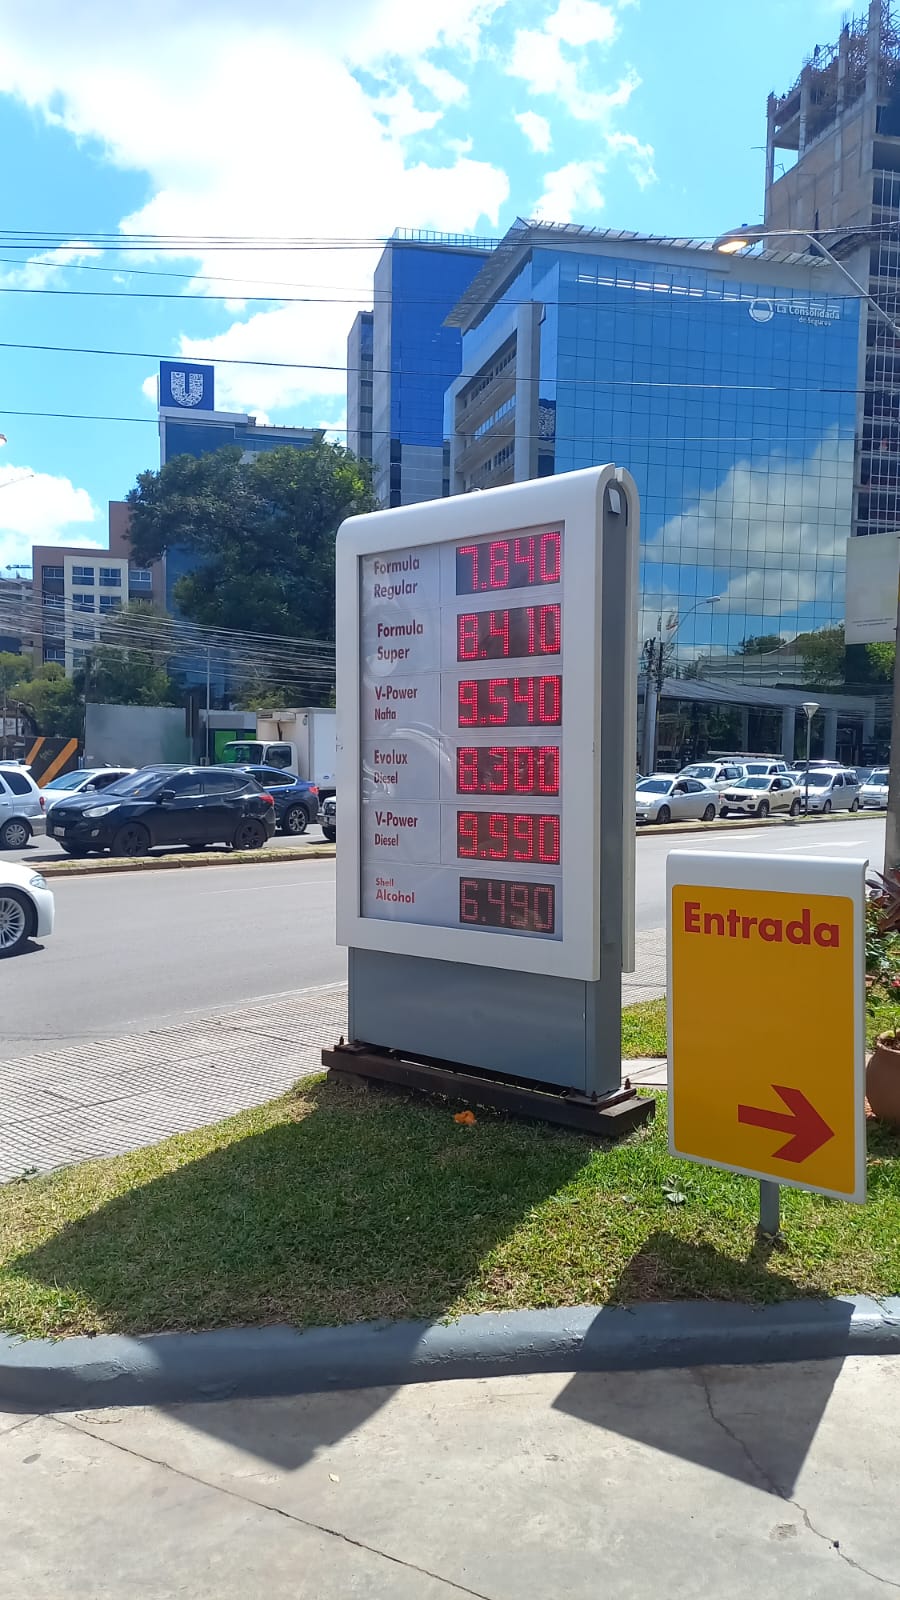 La Consolidada
de Seguros
Formula
Regular
7.840
Formula
Super
8.410
V-Power
Nafta
9.540
Evolux
Diesel
8.300
V-Power
Diesel
9.990
Shell
Alcohol
6.490
Entrada